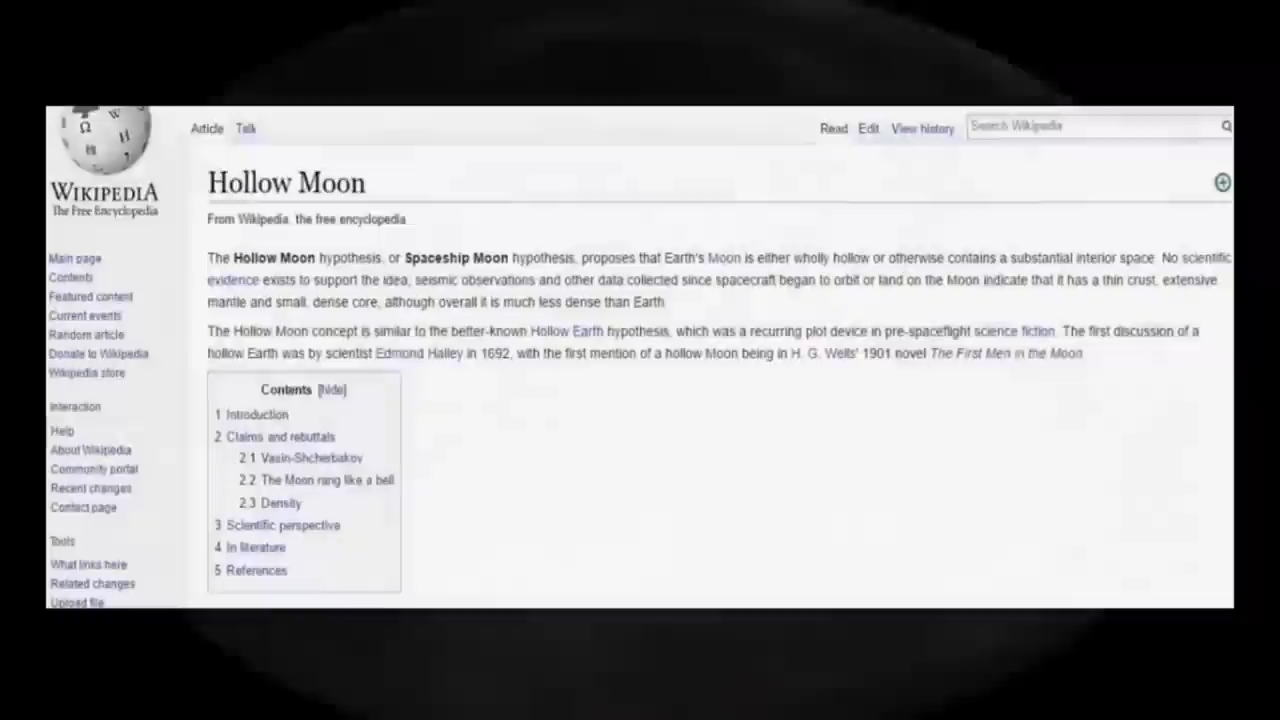 Article Talk Read Edit View history Search Wikipedia
WIKIPEDIA
The Free Encyclopedia
Main page
Contents
Featured content
Current events
Random article
Donate to Wikipedia
Wikipedia store
Interaction
Help
About Wikipedia
Community portal
Recent changes
Contact page
Tools
What links here
Related changes
Upload file
Hollow Moon
From Wikipedia, the free encyclopedia
The Hollow Moon hypothesis, or Spaceship Moon hypothesis, proposes that Earth's Moon is either wholly hollow or otherwise contains a substantial interior space. No scientific
evidence exists to support the idea, seismic observations and other data collected since spacecraft began to orbit or land on the Moon indicate that it has a thin crust, extensive
mantle and small, dense core, although overall it is much less dense than Earth.
The Hollow Moon concept is similar to the better-known Hollow Earth hypothesis, which was a recurring plot device in pre-spaceflight science fiction. The first discussion of a
hollow Earth was by scientist Edmond Halley in 1692, with the first mention of a hollow Moon being in H. G. Wells' 1901 novel The First Men in the Moon.
Contents [hide]
1 Introduction
2 Claims and rebuttals
2.1 Vasin-Shcherbakov
2.2 The Moon rang like a bell
2.3 Density
3 Scientific perspective
4 In literature
5 References